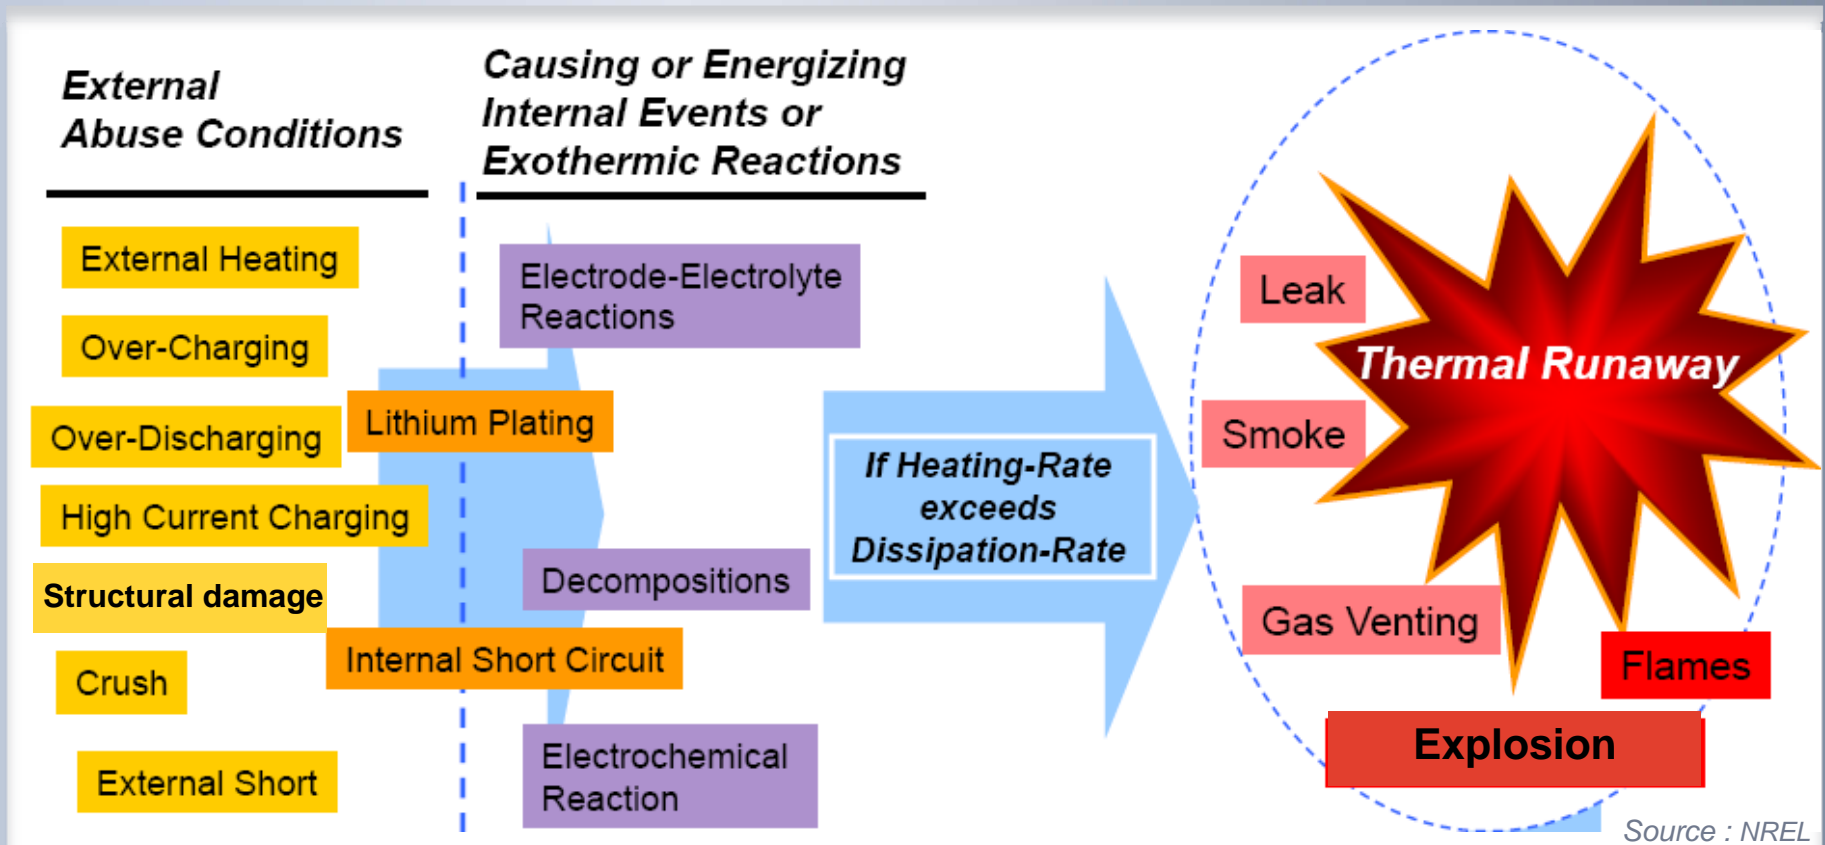 External
Abuse Conditions
Causing or Energizing
Internal Events or
Exothermic Reactions
External Heating
Over-Charging
Over-Discharging
High Current Charging
Structural damage
Crush
External Short
Lithium Plating
Internal Short Circuit
Electrode-Electrolyte
Reactions
Decompositions
Electrochemical
Reaction
If Heating-Rate
exceeds
Dissipation-Rate
Leak
Smoke
Gas Venting
Thermal Runaway
Flames
Explosion
Source : NREL